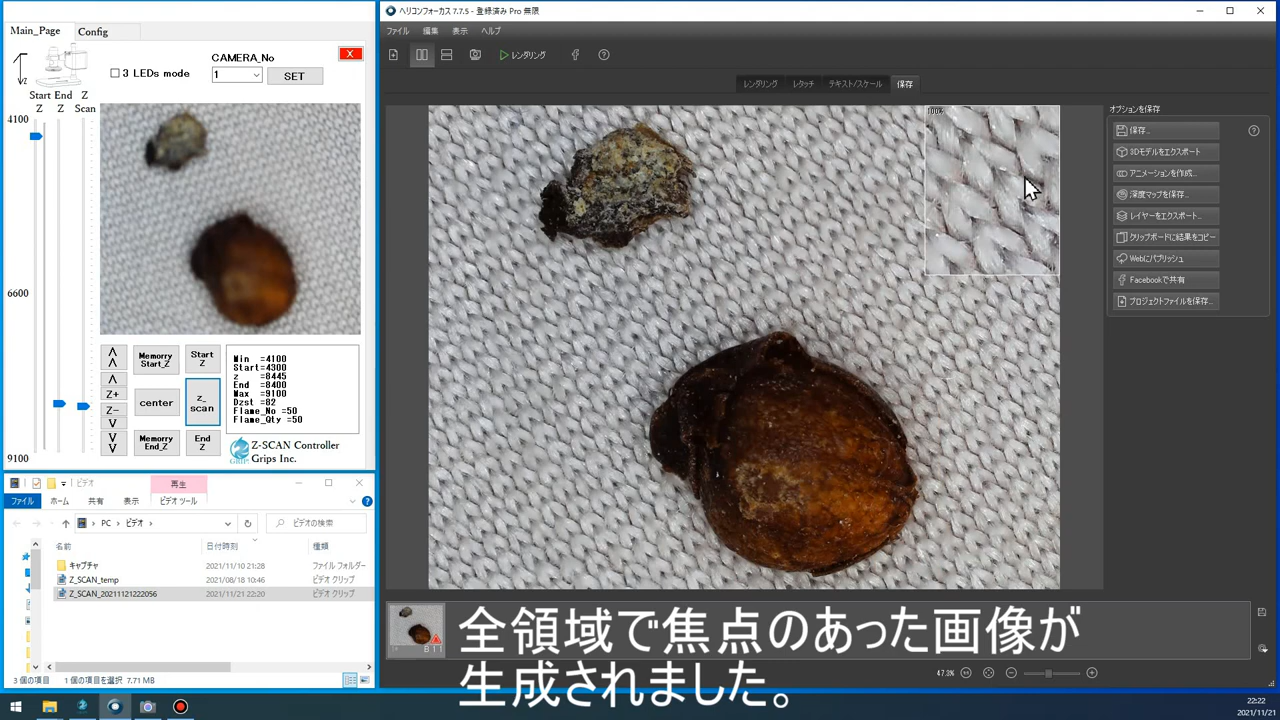 Main_Page
Config
X
3 LEDs mode
CAMERA_No
1
SET
Start Z
End Z
Z Scan
4100
6600
9100
Memorry Start_Z
Start Z
Z+
center
z_ scan
Z-
Memorry End_Z
End Z
Min =4100
Start=4300
z =8445
End =8400
Max =9100
Dzst =82
Flame_No =50
Flame_Qty =50
GRIPS
Z-SCAN Controller
Grips Inc.
ビデオ
再生
ファイル
ホーム
共有
表示
ビデオ ツール
PC
ビデオ
ビデオの検索
名前
日付時刻
種類
キャプチャ
2021/11/10 21:28
ファイル フォルダー
Z_SCAN_temp
2021/08/18 10:46
ビデオ クリップ
Z_SCAN_20211121222056
2021/11/21 22:20
ビデオ クリップ
3 個の項目
1 個の項目を選択 7.71 MB
ヘリコンフォーカス 7.7.5 - 登録済み Pro 無限
ファイル
編集
表示
ヘルプ
レンダリング
レンダリング
レタッチ
テキスト/スケール
保存
100%
オプションを保存
保存...
3Dモデルをエクスポート
アニメーションを作成...
深度マップを保存...
レイヤーをエクスポート...
クリップボードに結果をコピー
Webにパブリッシュ
Facebookで共有
プロジェクトファイルを保存...
B 11
47.3%
全領域で焦点のあった画像が
生成されました。
22:22
2021/11/21